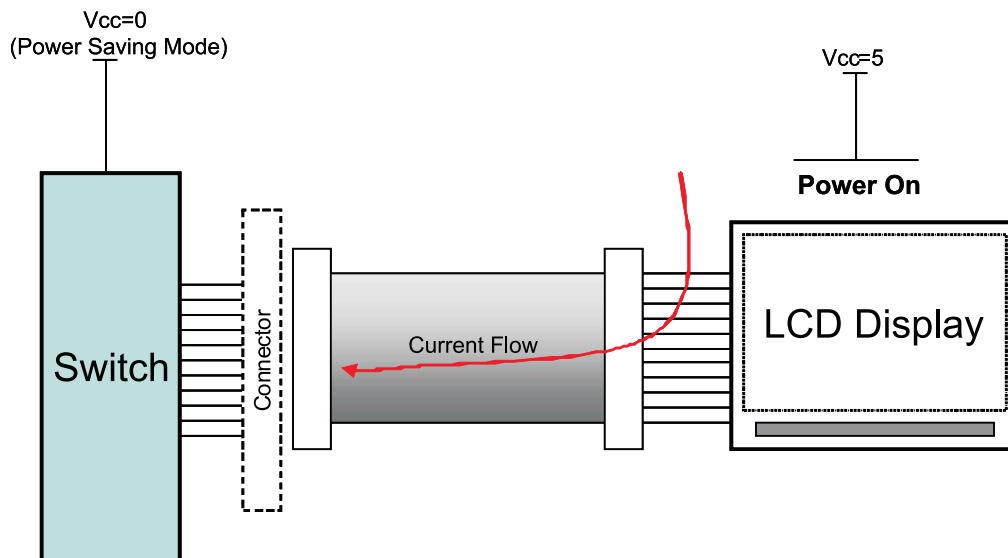 Vcc=0
(Power Saving Mode)
Vcc=5
Power On
Switch
Connector
Current Flow
LCD Display